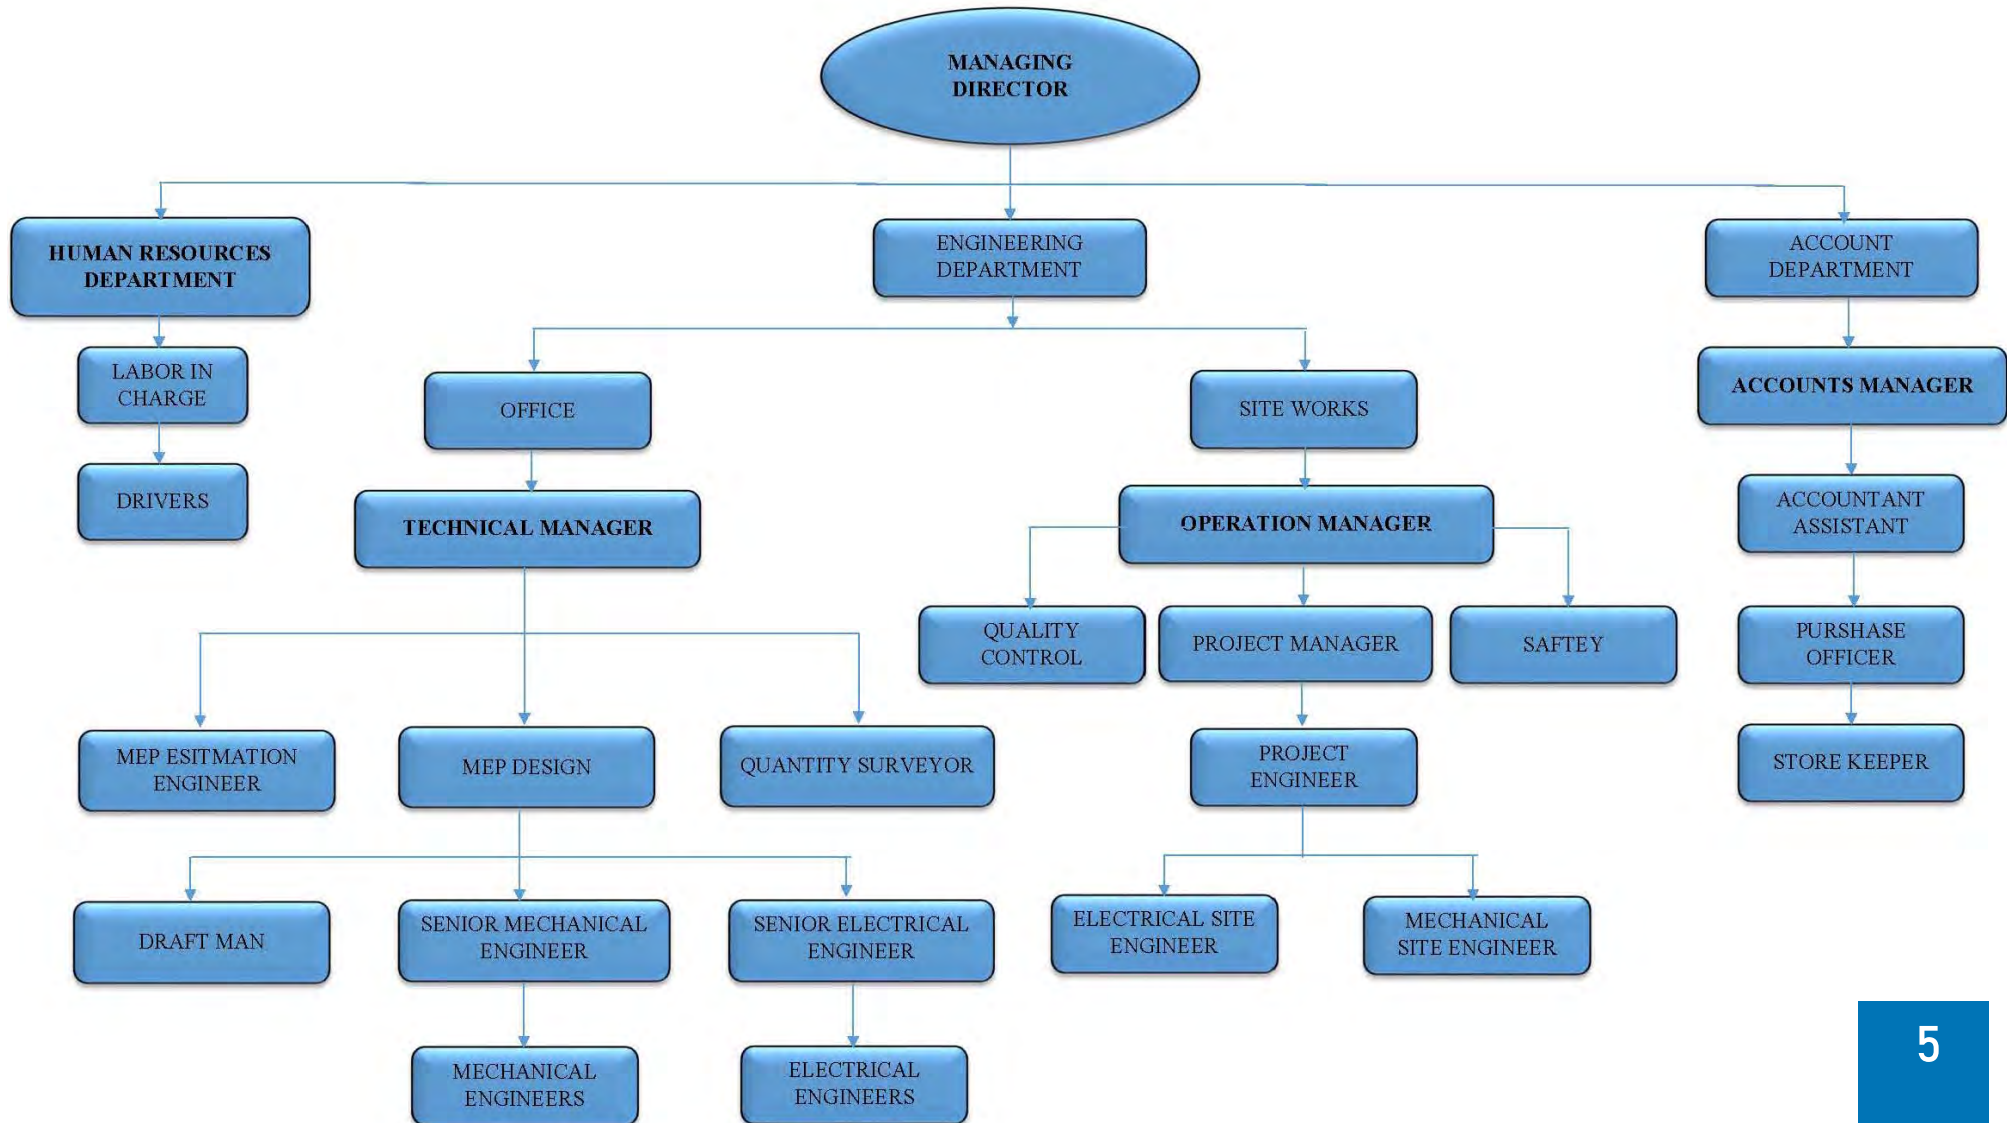 MANAGING
DIRECTOR
HUMAN RESOURCES
DEPARTMENT
ENGINEERING
DEPARTMENT
ACCOUNT
DEPARTMENT
LABOR IN
CHARGE
OFFICE
SITE WORKS
ACCOUNTS MANAGER
DRIVERS
TECHNICAL MANAGER
OPERATION MANAGER
ACCOUNTANT
ASSISTANT
QUALITY
CONTROL
PROJECT MANAGER
SAFTEY
PURSHASE
OFFICER
MEP ESITMATION
ENGINEER
MEP DESIGN
QUANTITY SURVEYOR
PROJECT
ENGINEER
STORE KEEPER
DRAFT MAN
SENIOR MECHANICAL
ENGINEER
SENIOR ELECTRICAL
ENGINEER
ELECTRICAL SITE
ENGINEER
MECHANICAL
SITE ENGINEER
MECHANICAL
ENGINEERS
ELECTRICAL
ENGINEERS
5